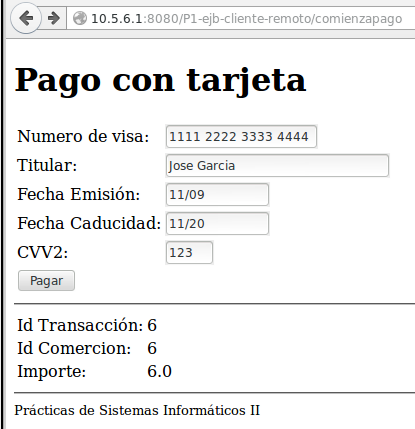 10.5.6.1:8080/P1-ejb-cliente-remoto/comienzapago
Pago con tarjeta
Numero de visa: 1111 2222 3333 4444
Titular: Jose Garcia
Fecha Emisión: 11/09
Fecha Caducidad: 11/20
CVV2: 123
Pagar
Id Transacción: 6
Id Comercion: 6
Importe: 6.0
Prácticas de Sistemas Informáticos II